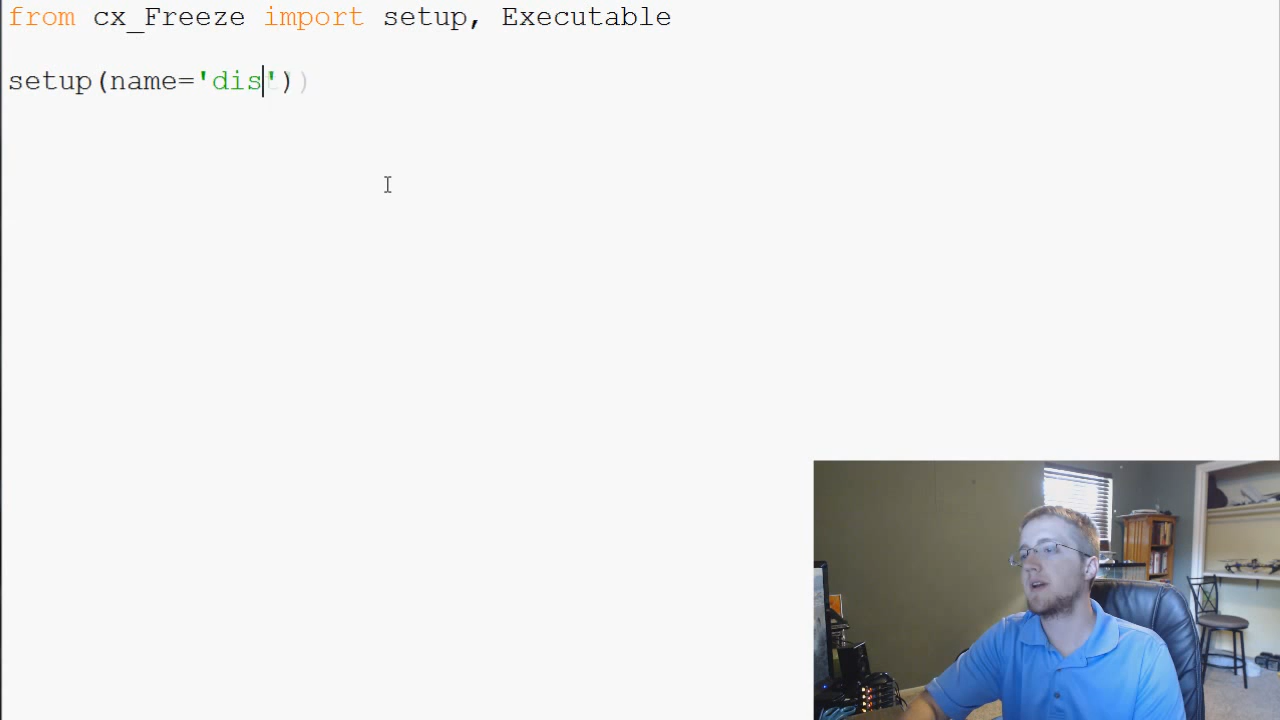 from cx_Freeze import setup, Executable
setup(name='dis'))